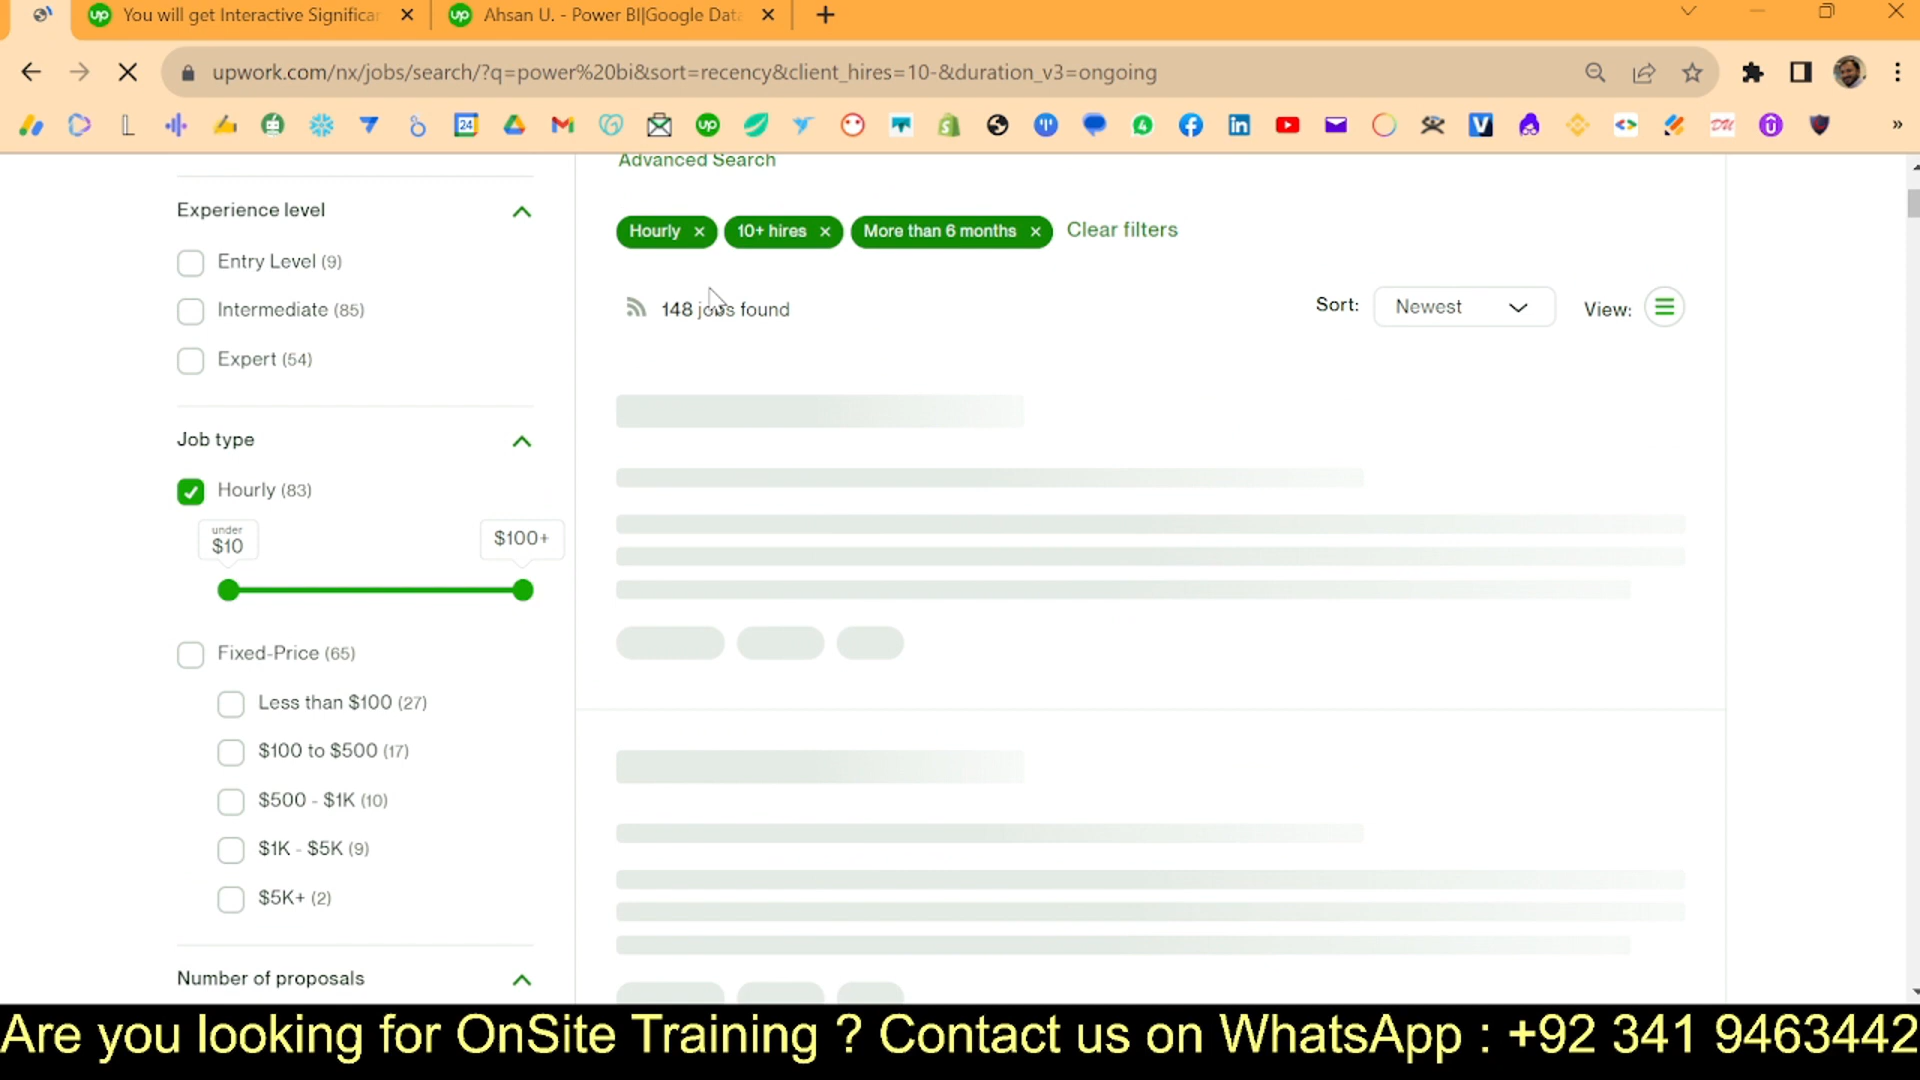 You will get Interactive Significa
Ahsan U. - Power BI|Google Data
upwork.com/nx/jobs/search/?q=power%20bi&sort=recency&client_hires=10-&duration_v3=ongoing
Advanced Search
Experience level
Entry Level (9)
Intermediate (85)
Expert (54)
Job type
Hourly (83)
under
$10
$100+
Fixed-Price (65)
Less than $100 (27)
$100 to $500 (17)
$500 - $1K (10)
$1K - $5K (9)
$5K+ (2)
Number of proposals
Hourly
10+ hires
More than 6 months
Clear filters
148 jobs found
Sort:
Newest
View:
Are you looking for OnSite Training ? Contact us on WhatsApp : +92 341 9463442